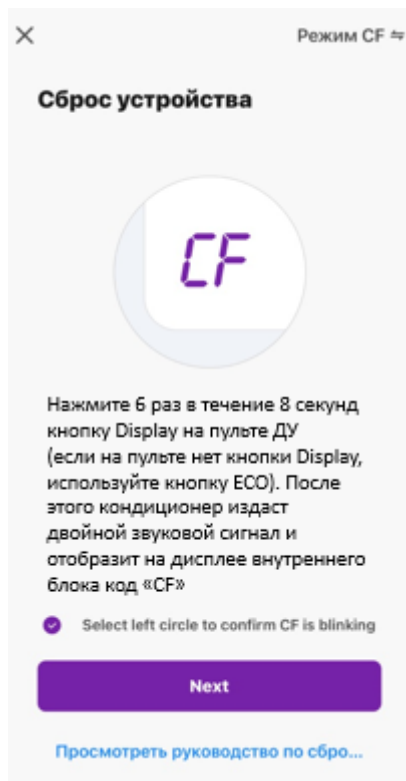 Режим CF ⇋
Сброс устройства
CF
Нажмите 6 раз в течение 8 секунд
кнопку Display на пульте ДУ
(если на пульте нет кнопки Display,
используйте кнопку ECO). После
этого кондиционер издаст
двойной звуковой сигнал и
отобразит на дисплее внутреннего
блока код «CF»
Select left circle to confirm CF is blinking
Next
Просмотреть руководство по сбро...